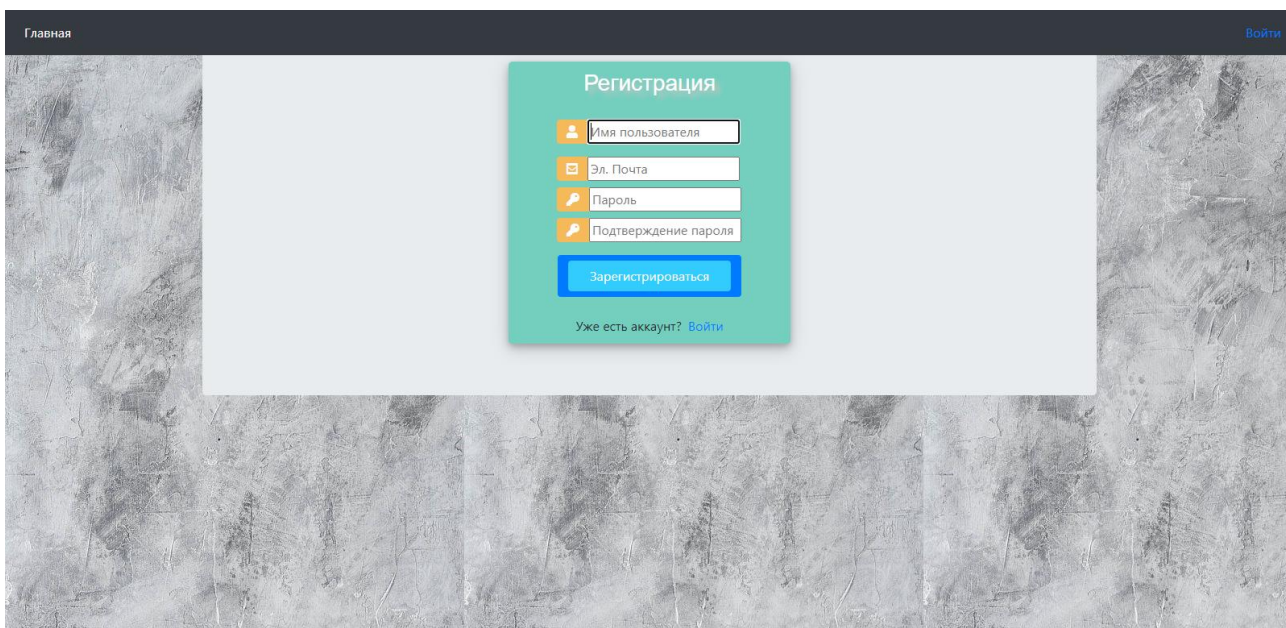 Главная
Войти
Регистрация
Имя пользователя
Эл. Почта
Пароль
Подтверждение пароля
Зарегистрироваться
Уже есть аккаунт? Войти